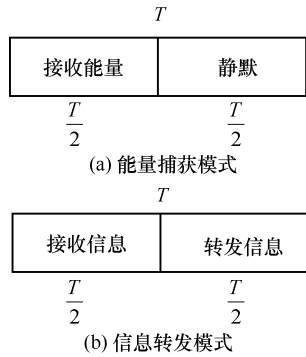 T
接收能量 静默
T/2 T/2
(a) 能量捕获模式
T
接收信息 转发信息
T/2 T/2
(b) 信息转发模式